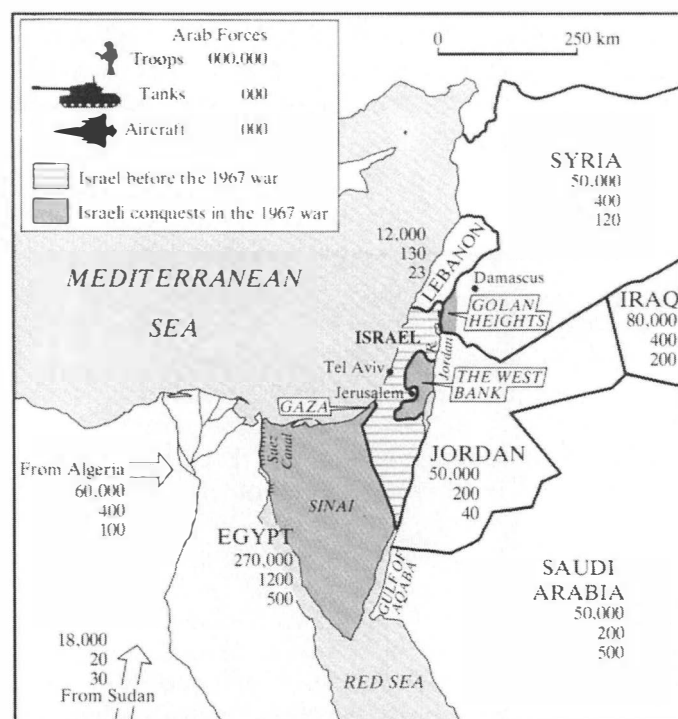 Arab Forces
Troops 000.000
Tanks 000
Aircraft 000
Israel before the 1967 war
Israeli conquests in the 1967 war
0 250 km
SYRIA
50,000
400
120
12,000
130
23
LEBANON
Damascus
GOLAN
HEIGHTS
IRAQ
80,000
400
200
MEDITERRANEAN
SEA
ISRAEL
R. Jordan
Tel Aviv
Jerusalem
THE WEST
BANK
GAZA
Suez
Canal
JORDAN
50,000
200
40
From Algeria
60,000
400
100
SINAI
EGYPT
270,000
1200
500
GULF OF
AQABA
SAUDI
ARABIA
50,000
200
500
18,000
20
30
From Sudan
RED SEA